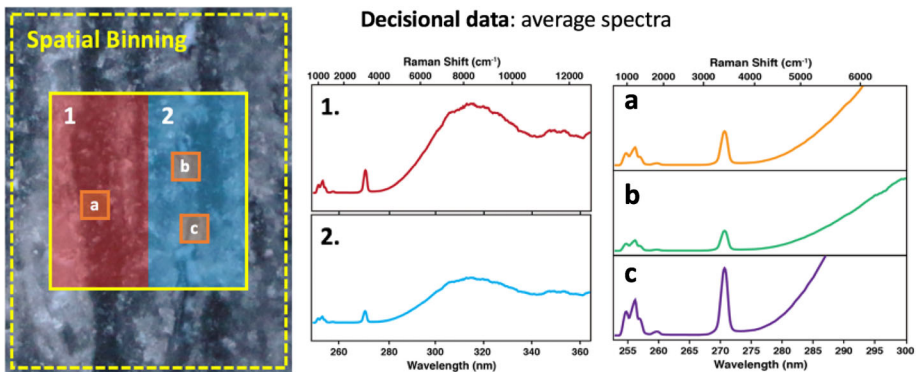 Decisional data: average spectra
Spatial Binning
1
2
a
b
c
Raman Shift (cm⁻¹)
1000 2000 4000 6000 8000 10000 12000
1.
2.
260 280 300 320 340 360
Wavelength (nm)
Raman Shift (cm⁻¹)
1000 2000 3000 4000 5000 6000
a
b
c
255 260 265 270 275 280 285 290 295 300
Wavelength (nm)